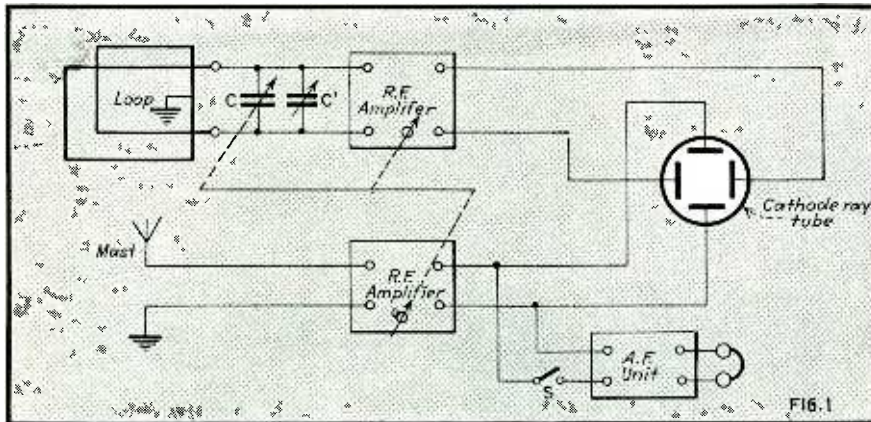 Loop
C
C'
R.F.
Amplifer
Cathode ray
tube
Mast
R.F.
Amplifier
S
A.F.
Unit
FIG.1